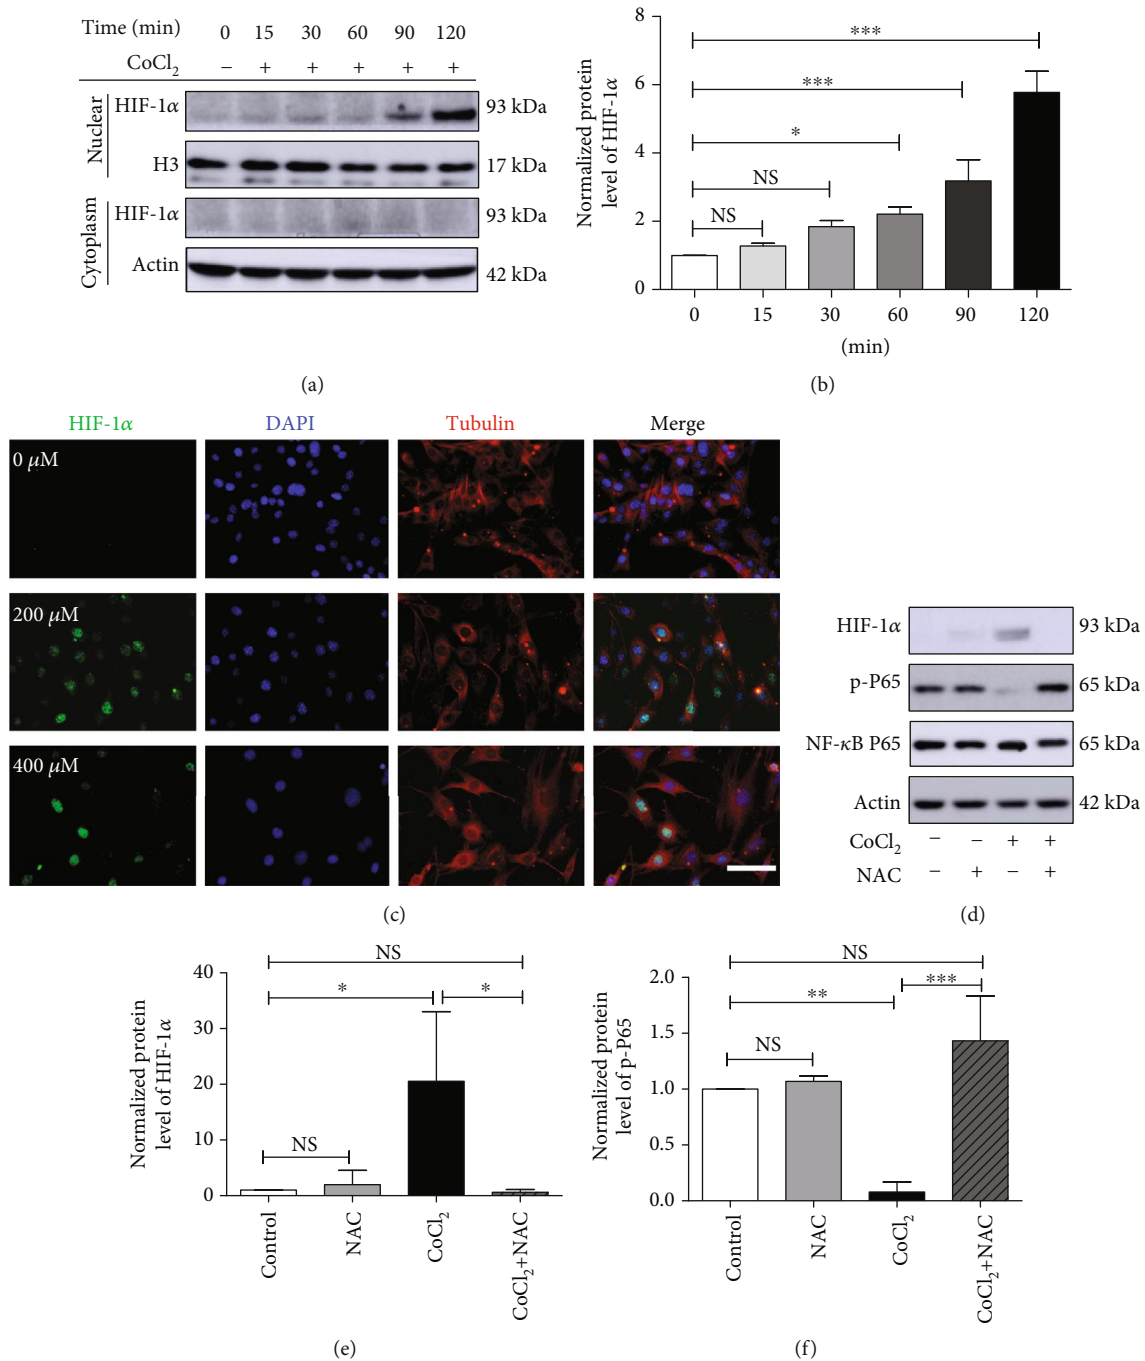 Time (min) 0 15 30 60 90 120
CoCl2 − + + + + +
Nuclear
HIF-1α 93 kDa
H3 17 kDa
Cytoplasm
HIF-1α 93 kDa
Actin 42 kDa
(a)
Normalized protein
level of HIF-1α
8
6
4
2
0
***
***
*
NS
NS
0 15 30 60 90 120
(min)
(b)
HIF-1α DAPI Tubulin Merge
0 μM
200 μM
400 μM
(c)
HIF-1α 93 kDa
p-P65 65 kDa
NF-κB P65 65 kDa
Actin 42 kDa
CoCl2 − − + +
NAC − + − +
(d)
Normalized protein
level of HIF-1α
40
30
20
10
0
NS
* *
NS
Control NAC CoCl2 CoCl2+NAC
(e)
Normalized protein
level of p-P65
2.0
1.5
1.0
0.5
0.0
NS
** ***
NS
Control NAC CoCl2 CoCl2+NAC
(f)